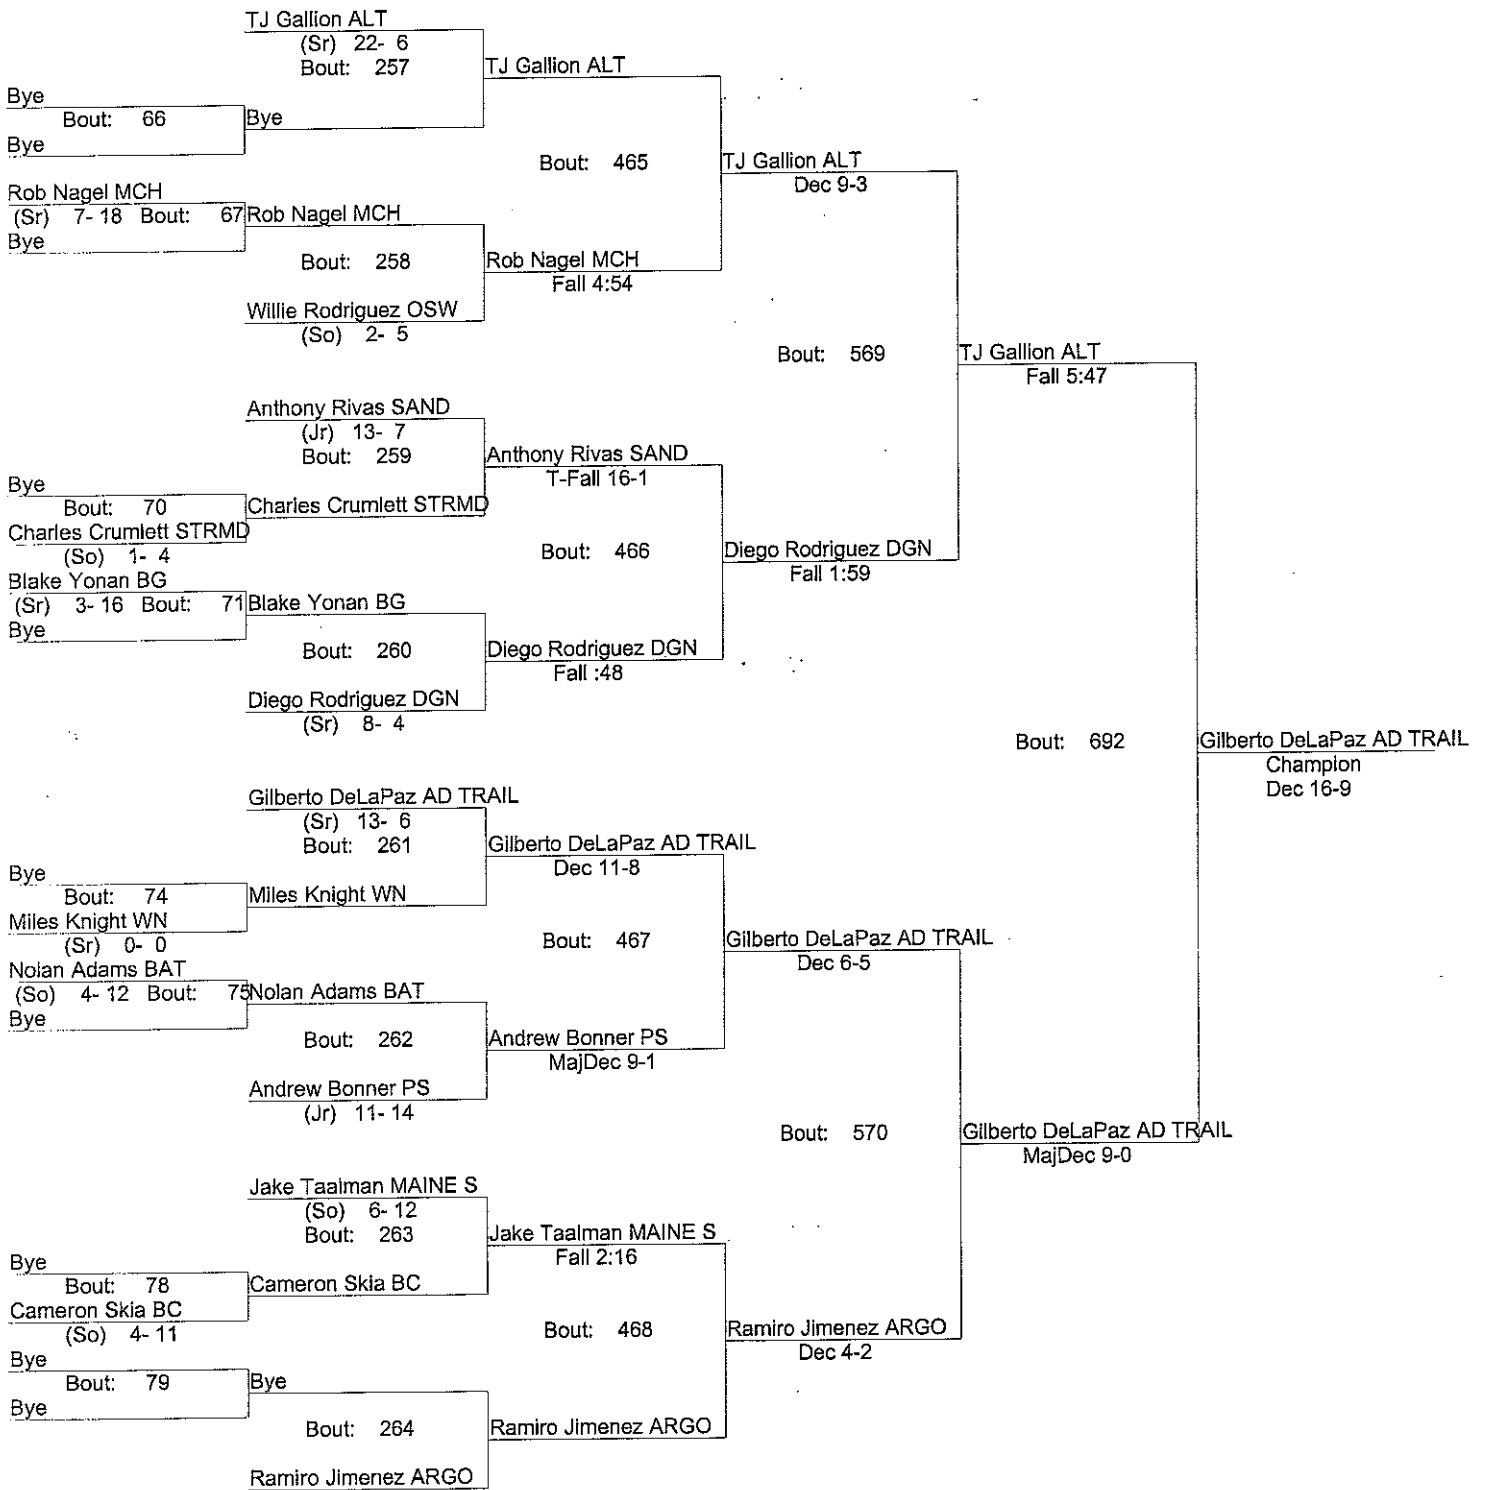 TJ Gallion ALT
(Sr) 22- 6
Bout: 257
TJ Gallion ALT
Bye
Bout: 66
Bye
Bye
Bout: 465
TJ Gallion ALT
Dec 9-3
Rob Nagel MCH
(Sr) 7- 18 Bout: 67
Rob Nagel MCH
Bye
Bout: 258
Rob Nagel MCH
Fall 4:54
Willie Rodriguez OSW
(So) 2- 5
Bout: 569
TJ Gallion ALT
Fall 5:47
Anthony Rivas SAND
(Jr) 13- 7
Bout: 259
Anthony Rivas SAND
T-Fall 16-1
Bye
Bout: 70
Charles Crumlett STRMD
Charles Crumlett STRMD
(So) 1- 4
Bout: 466
Diego Rodriguez DGN
Fall 1:59
Blake Yonan BG
(Sr) 3- 16 Bout: 71
Blake Yonan BG
Bye
Bout: 260
Diego Rodriguez DGN
Fall :48
Diego Rodriguez DGN
(Sr) 8- 4
Bout: 692
Gilberto DeLaPaz AD TRAIL
Champion
Dec 16-9
Gilberto DeLaPaz AD TRAIL
(Sr) 13- 6
Bout: 261
Gilberto DeLaPaz AD TRAIL
Dec 11-8
Bye
Bout: 74
Miles Knight WN
Miles Knight WN
(Sr) 0- 0
Bout: 467
Gilberto DeLaPaz AD TRAIL
Dec 6-5
Nolan Adams BAT
(So) 4- 12 Bout: 75
Nolan Adams BAT
Bye
Bout: 262
Andrew Bonner PS
MajDec 9-1
Andrew Bonner PS
(Jr) 11- 14
Bout: 570
Gilberto DeLaPaz AD TRAIL
MajDec 9-0
Jake Taalman MAINE S
(So) 6- 12
Bout: 263
Jake Taalman MAINE S
Fall 2:16
Bye
Bout: 78
Cameron Skia BC
Cameron Skia BC
(So) 4- 11
Bout: 468
Ramiro Jimenez ARGO
Dec 4-2
Bye
Bout: 79
Bye
Bye
Bout: 264
Ramiro Jimenez ARGO
Ramiro Jimenez ARGO